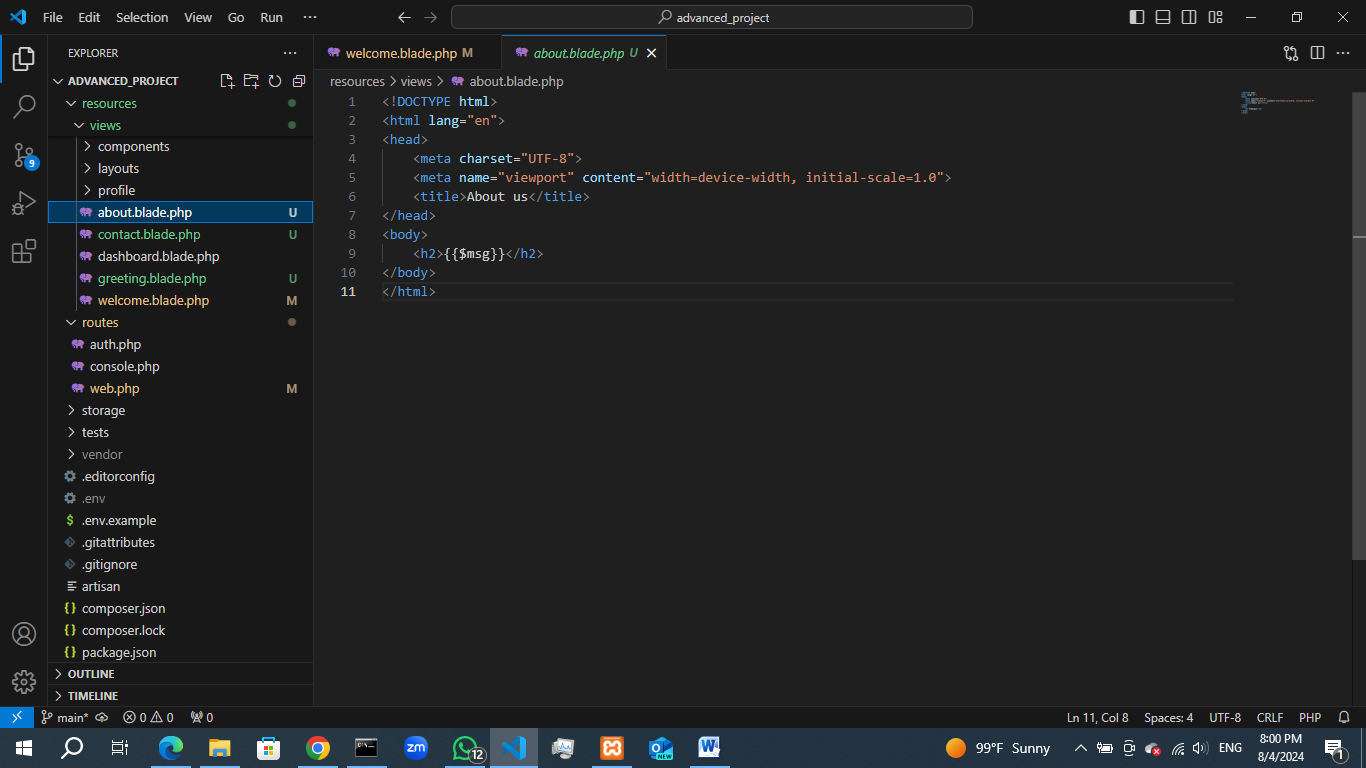 File Edit Selection View Go Run ···
advanced_project
EXPLORER
ADVANCED_PROJECT
resources
views
components
layouts
profile
about.blade.php U
contact.blade.php U
dashboard.blade.php
greeting.blade.php U
welcome.blade.php M
routes
auth.php
console.php
web.php M
storage
tests
vendor
.editorconfig
.env
$ .env.example
.gitattributes
.gitignore
artisan
{} composer.json
{} composer.lock
{} package.json
OUTLINE
TIMELINE
9
welcome.blade.php M about.blade.php U
resources > views > about.blade.php
1 <!DOCTYPE html>
2 <html lang="en">
3 <head>
4 <meta charset="UTF-8">
5 <meta name="viewport" content="width=device-width, initial-scale=1.0">
6 <title>About us</title>
7 </head>
8 <body>
9 <h2>{{$msg}}</h2>
10 </body>
11 </html>
main* 0 0 0 Ln 11, Col 8 Spaces: 4 UTF-8 CRLF PHP
zm 12 NEW W 99°F Sunny ENG 8:00 PM 1
8/4/2024